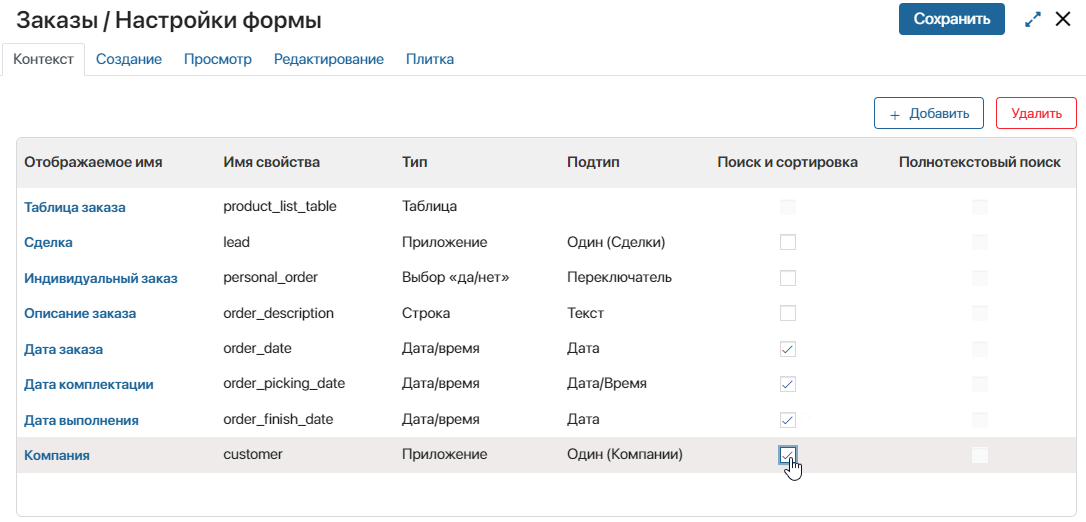 Заказы / Настройки формы
Сохранить
Контекст Создание Просмотр Редактирование Плитка
+ Добавить Удалить
Отображаемое имя Имя свойства Тип Подтип Поиск и сортировка Полнотекстовый поиск
Таблица заказа product_list_table Таблица
Сделка lead Приложение Один (Сделки)
Индивидуальный заказ personal_order Выбор «да/нет» Переключатель
Описание заказа order_description Строка Текст
Дата заказа order_date Дата/время Дата
Дата комплектации order_picking_date Дата/время Дата/Время
Дата выполнения order_finish_date Дата/время Дата
Компания customer Приложение Один (Компании)